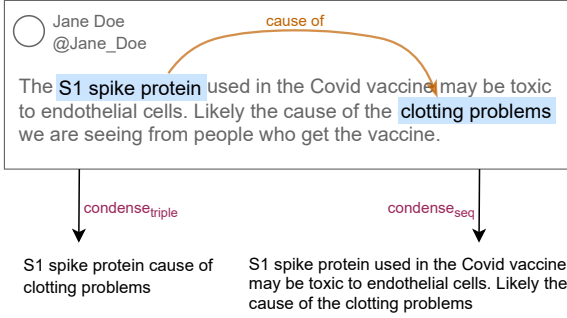 Jane Doe
@Jane_Doe
cause of
The S1 spike protein used in the Covid vaccine may be toxic
to endothelial cells. Likely the cause of the clotting problems
we are seeing from people who get the vaccine.
condense_triple
condense_seq
S1 spike protein cause of
clotting problems
S1 spike protein used in the Covid vaccine
may be toxic to endothelial cells. Likely the
cause of the clotting problems